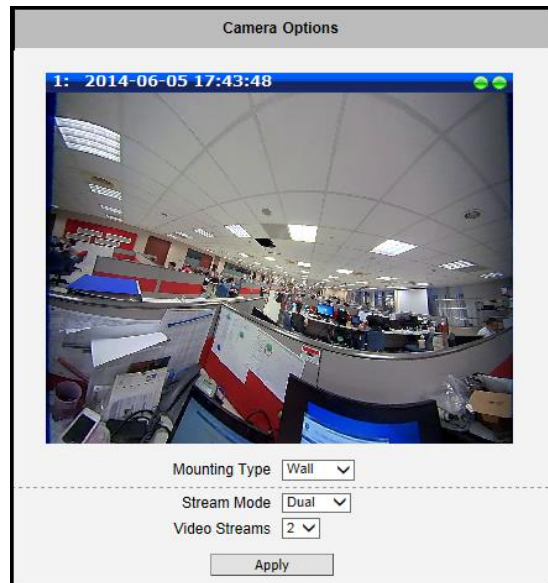 Camera Options
1: 2014-06-05 17:43:48
Mounting Type Wall
Stream Mode Dual
Video Streams 2
Apply